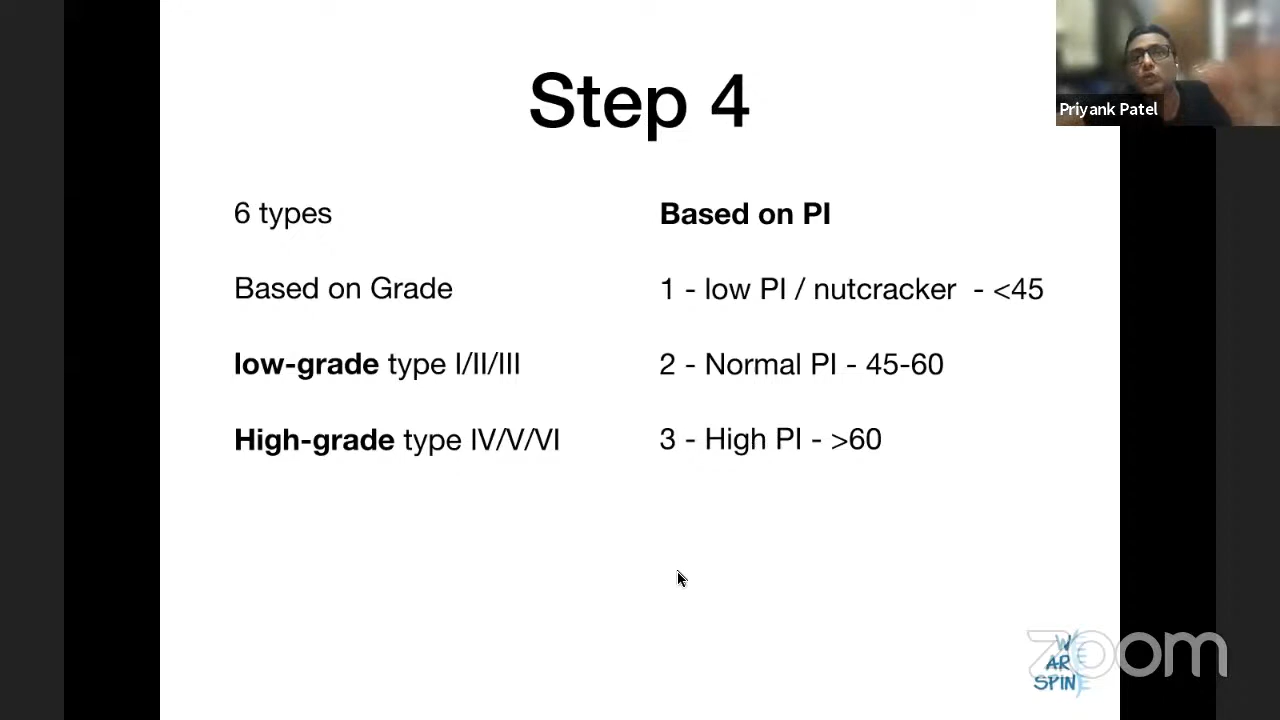 Step 4
Priyank Patel
6 types
Based on Grade
low-grade type I/II/III
High-grade type IV/V/VI
Based on PI
1 - low PI / nutcracker - <45
2 - Normal PI - 45-60
3 - High PI - >60
WE
ARE
SPINE
zoom